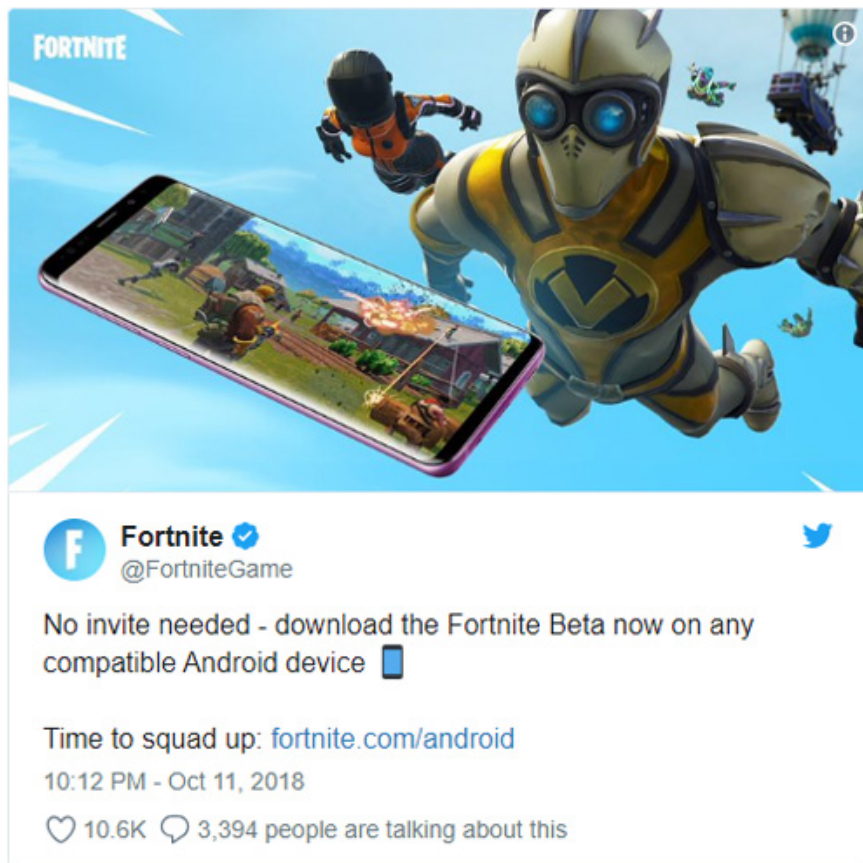 FORTNITE
Fortnite
@FortniteGame
No invite needed - download the Fortnite Beta now on any
compatible Android device
Time to squad up: fortnite.com/android
10:12 PM - Oct 11, 2018
10.6K 3,394 people are talking about this